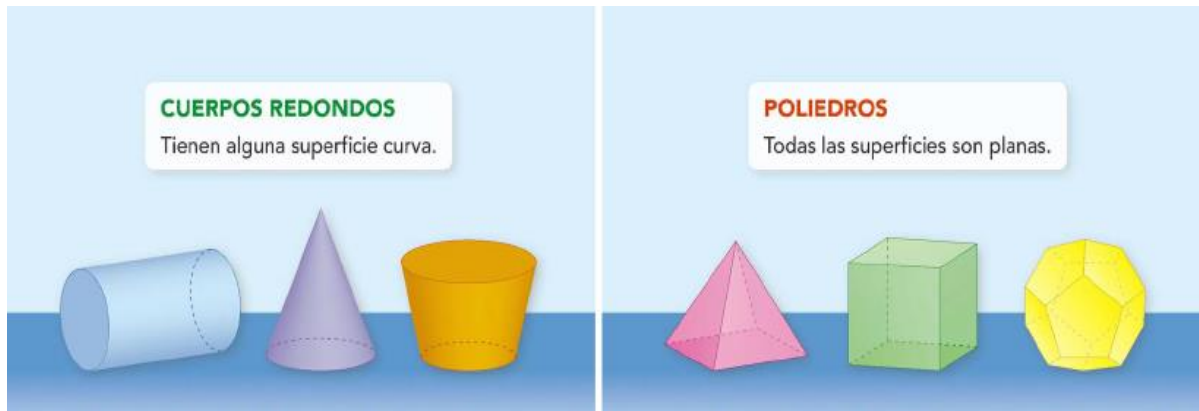 CUERPOS REDONDOS
Tienen alguna superficie curva.
POLIEDROS
Todas las superficies son planas.